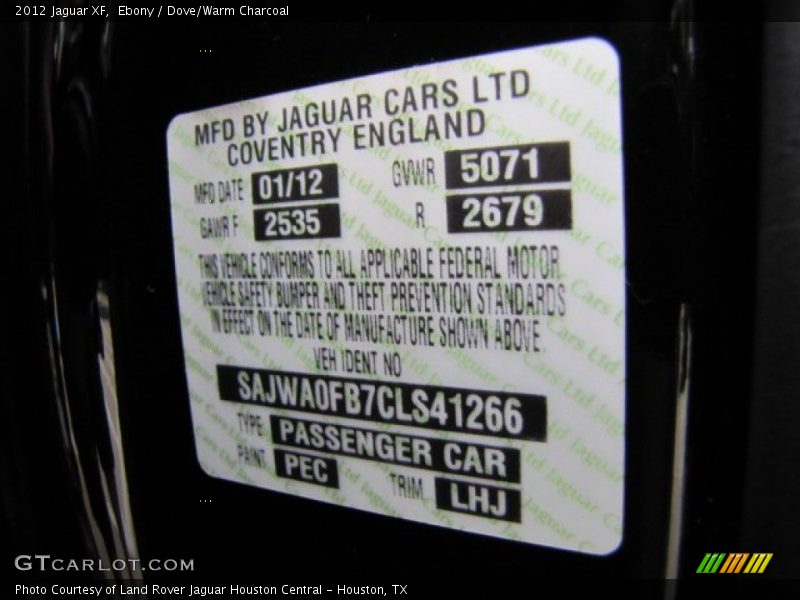 2012 Jaguar XF, Ebony / Dove/Warm Charcoal
MFD BY JAGUAR CARS LTD
COVENTRY ENGLAND
MFD DATE 01/12 GVWR 5071
GAWR F 2535 R 2679
THIS VEHICLE CONFORMS TO ALL APPLICABLE FEDERAL MOTOR
VEHICLE SAFETY BUMPER AND THEFT PREVENTION STANDARDS
IN EFFECT ON THE DATE OF MANUFACTURE SHOWN ABOVE
VEH IDENT NO
SAJWA0FB7CLS41266
TYPE PASSENGER CAR
PAINT PEC TRIM LHJ
GTCARLOT.COM
Photo Courtesy of Land Rover Jaguar Houston Central - Houston, TX